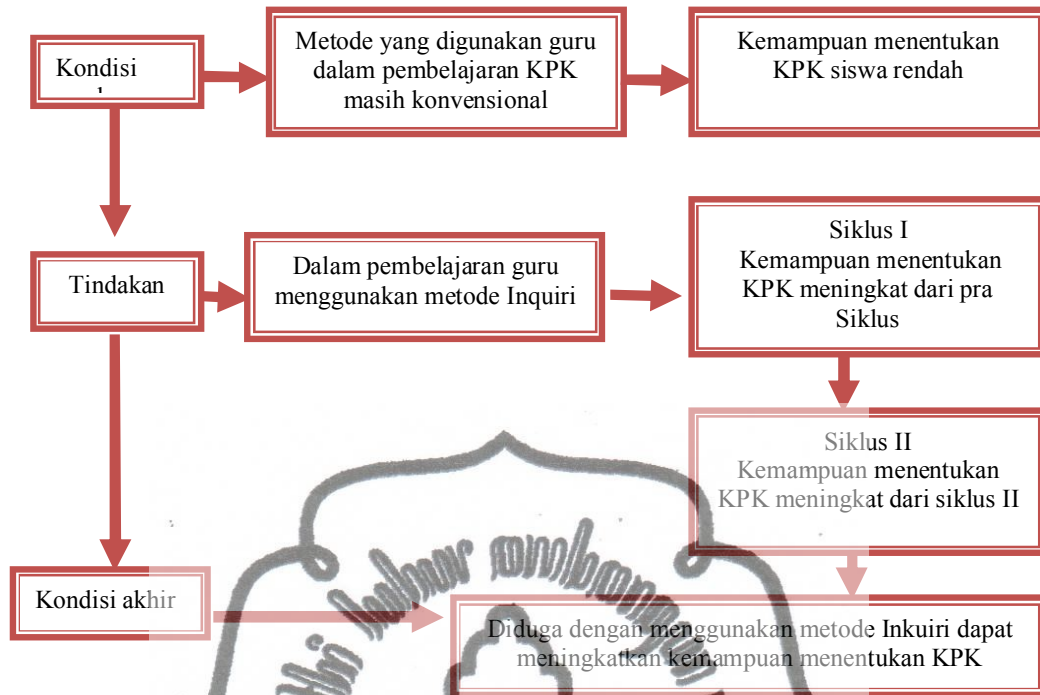 Kondisi
Metode yang digunakan guru
dalam pembelajaran KPK
masih konvensional
Kemampuan menentukan
KPK siswa rendah
Tindakan
Dalam pembelajaran guru
menggunakan metode Inquiri
Siklus I
Kemampuan menentukan
KPK meningkat dari pra
Siklus
Siklus II
Kemampuan menentukan
KPK meningkat dari siklus II
Kondisi akhir
Diduga dengan menggunakan metode Inkuiri dapat
meningkatkan kemampuan menentukan KPK